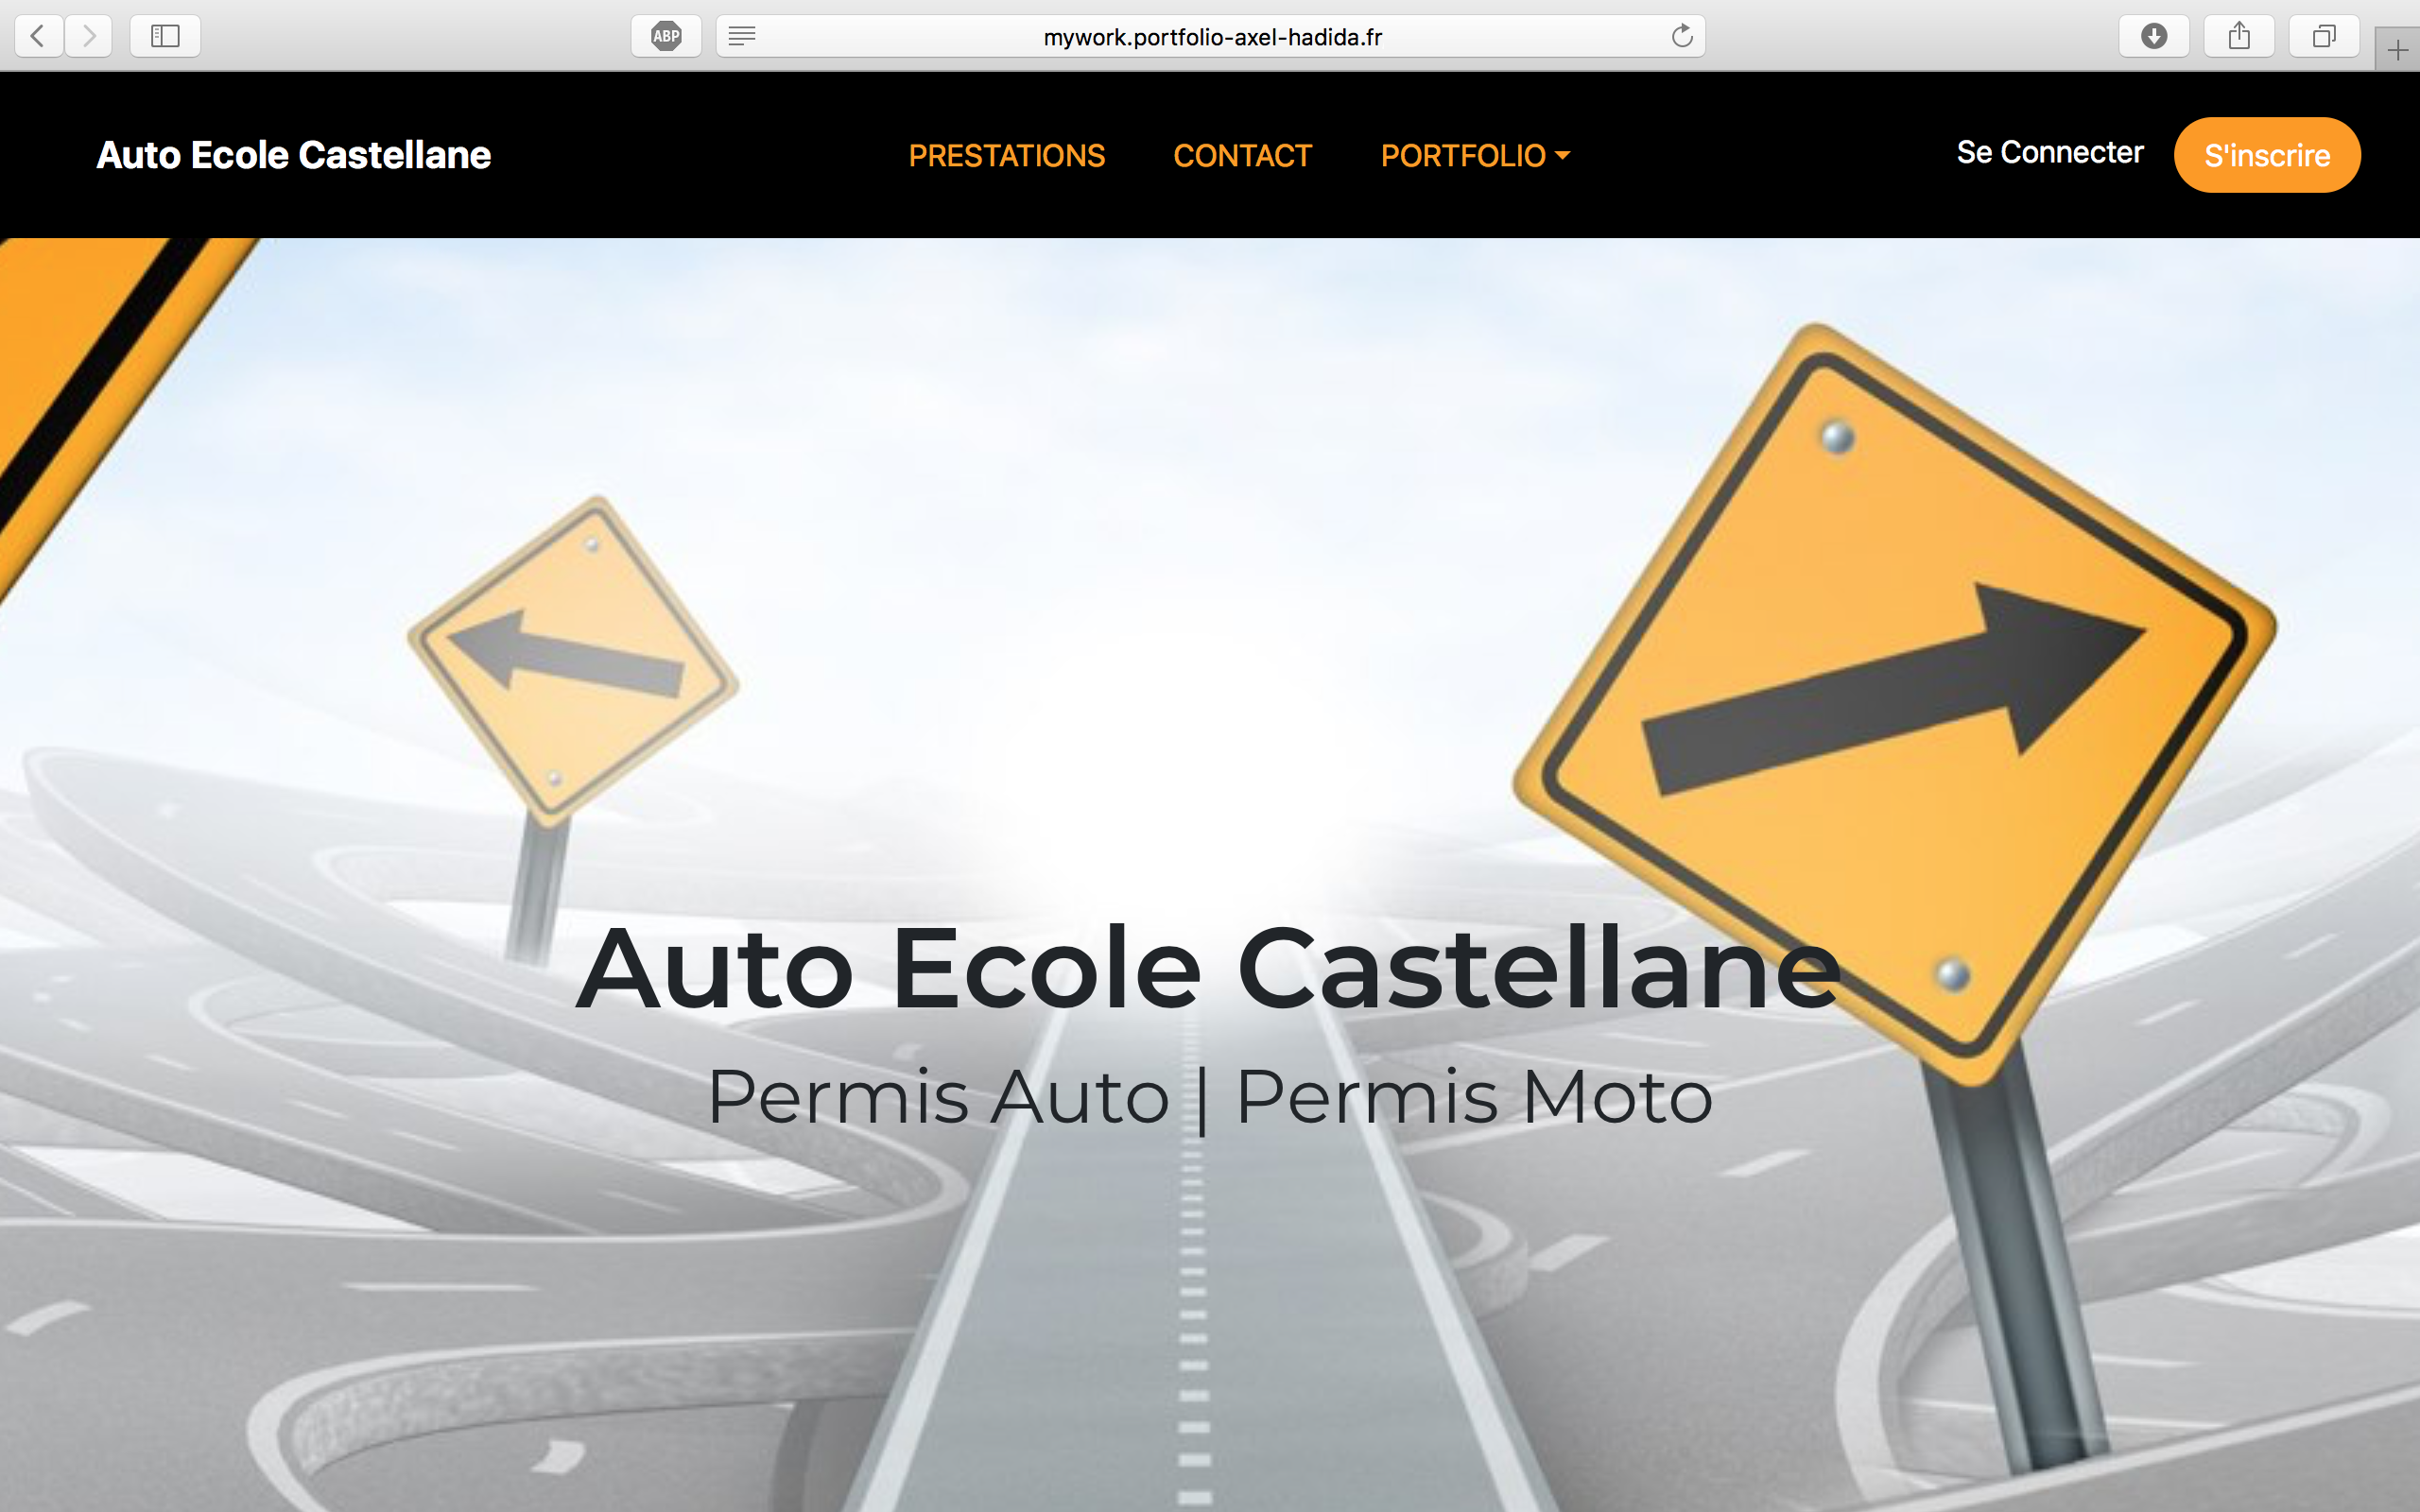 ABP
mywork.portfolio-axel-hadida.fr
Auto Ecole Castellane
PRESTATIONS
CONTACT
PORTFOLIO
Se Connecter
S'inscrire
Auto Ecole Castellane
Permis Auto | Permis Moto